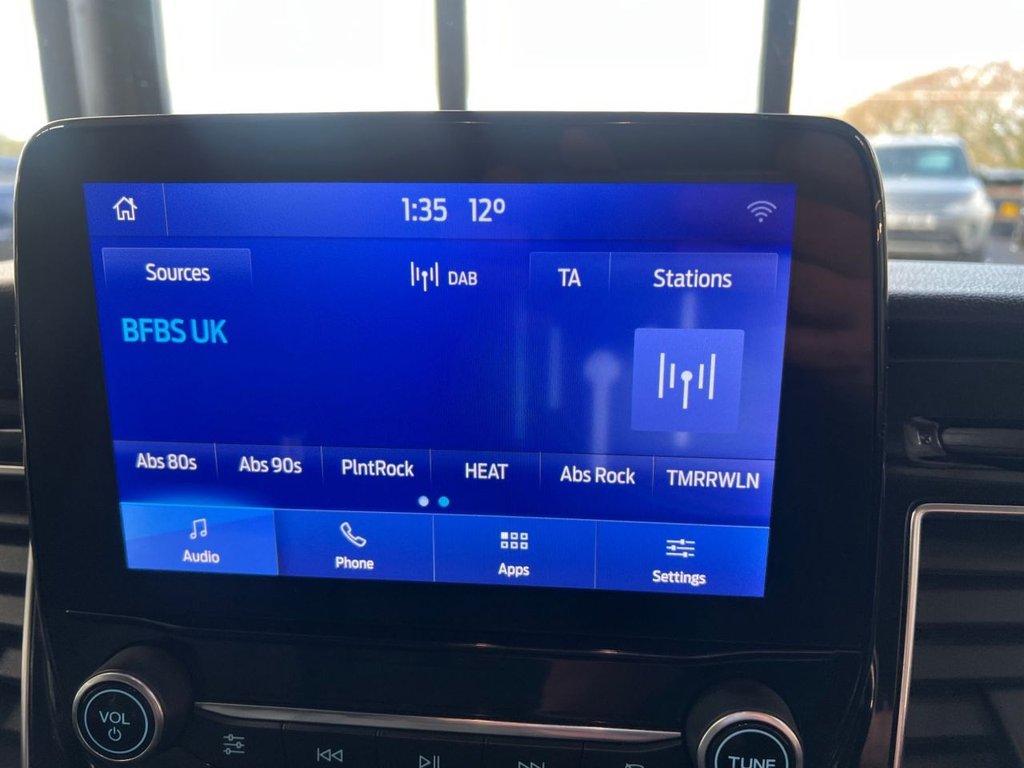 1:35 12º
Sources DAB TA Stations
BFBS UK
Abs 80s Abs 90s PlntRock HEAT Abs Rock TMRRWLN
Audio Phone Apps Settings
VOL TUNE